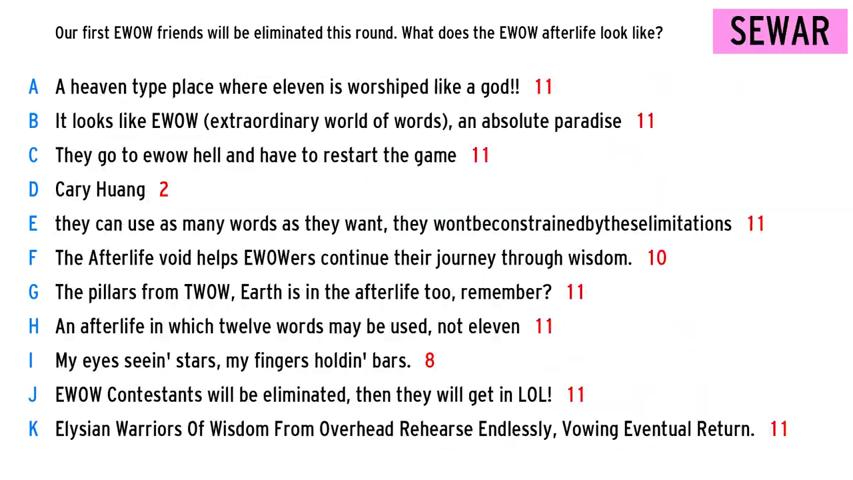 Our first EWOW friends will be eliminated this round. What does the EWOW afterlife look like?
SEWAR
A A heaven type place where eleven is worshiped like a god!! 11
B It looks like EWOW (extraordinary world of words), an absolute paradise 11
C They go to ewow hell and have to restart the game 11
D Cary Huang 2
E they can use as many words as they want, they wontbeconstrainedbytheselimitations 11
F The Afterlife void helps EWOWers continue their journey through wisdom. 10
G The pillars from TWOW, Earth is in the afterlife too, remember? 11
H An afterlife in which twelve words may be used, not eleven 11
I My eyes seein' stars, my fingers holdin' bars. 8
J EWOW Contestants will be eliminated, then they will get in LOL! 11
K Elysian Warriors Of Wisdom From Overhead Rehearse Endlessly, Vowing Eventual Return. 11